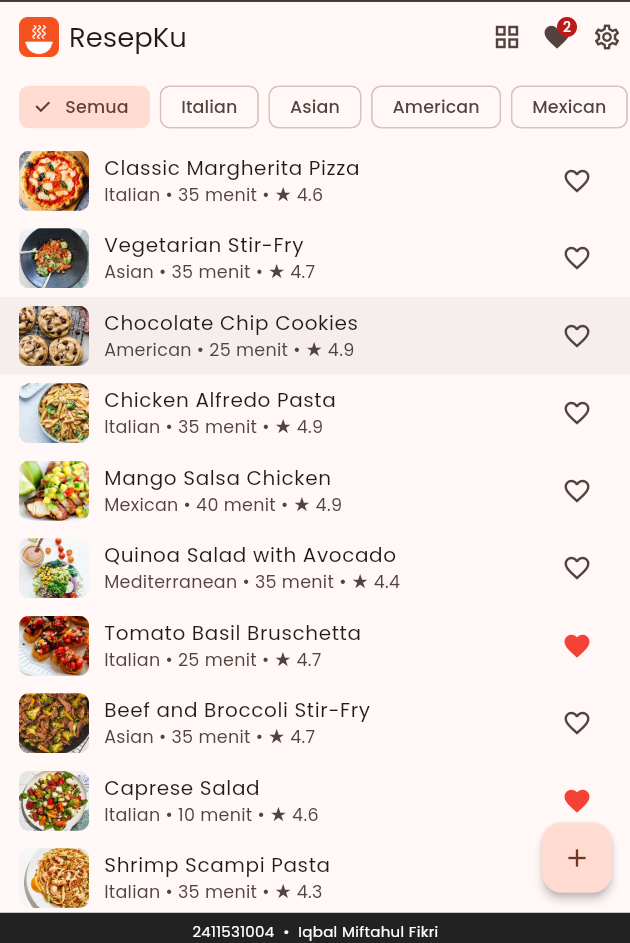 ResepKu
2
Semua
Italian
Asian
American
Mexican
Classic Margherita Pizza
Italian • 35 menit • ★ 4.6
Vegetarian Stir-Fry
Asian • 35 menit • ★ 4.7
Chocolate Chip Cookies
American • 25 menit • ★ 4.9
Chicken Alfredo Pasta
Italian • 35 menit • ★ 4.9
Mango Salsa Chicken
Mexican • 40 menit • ★ 4.9
Quinoa Salad with Avocado
Mediterranean • 35 menit • ★ 4.4
Tomato Basil Bruschetta
Italian • 25 menit • ★ 4.7
Beef and Broccoli Stir-Fry
Asian • 35 menit • ★ 4.7
Caprese Salad
Italian • 10 menit • ★ 4.6
Shrimp Scampi Pasta
Italian • 35 menit • ★ 4.3
2411531004 • Iqbal Miftahul Fikri